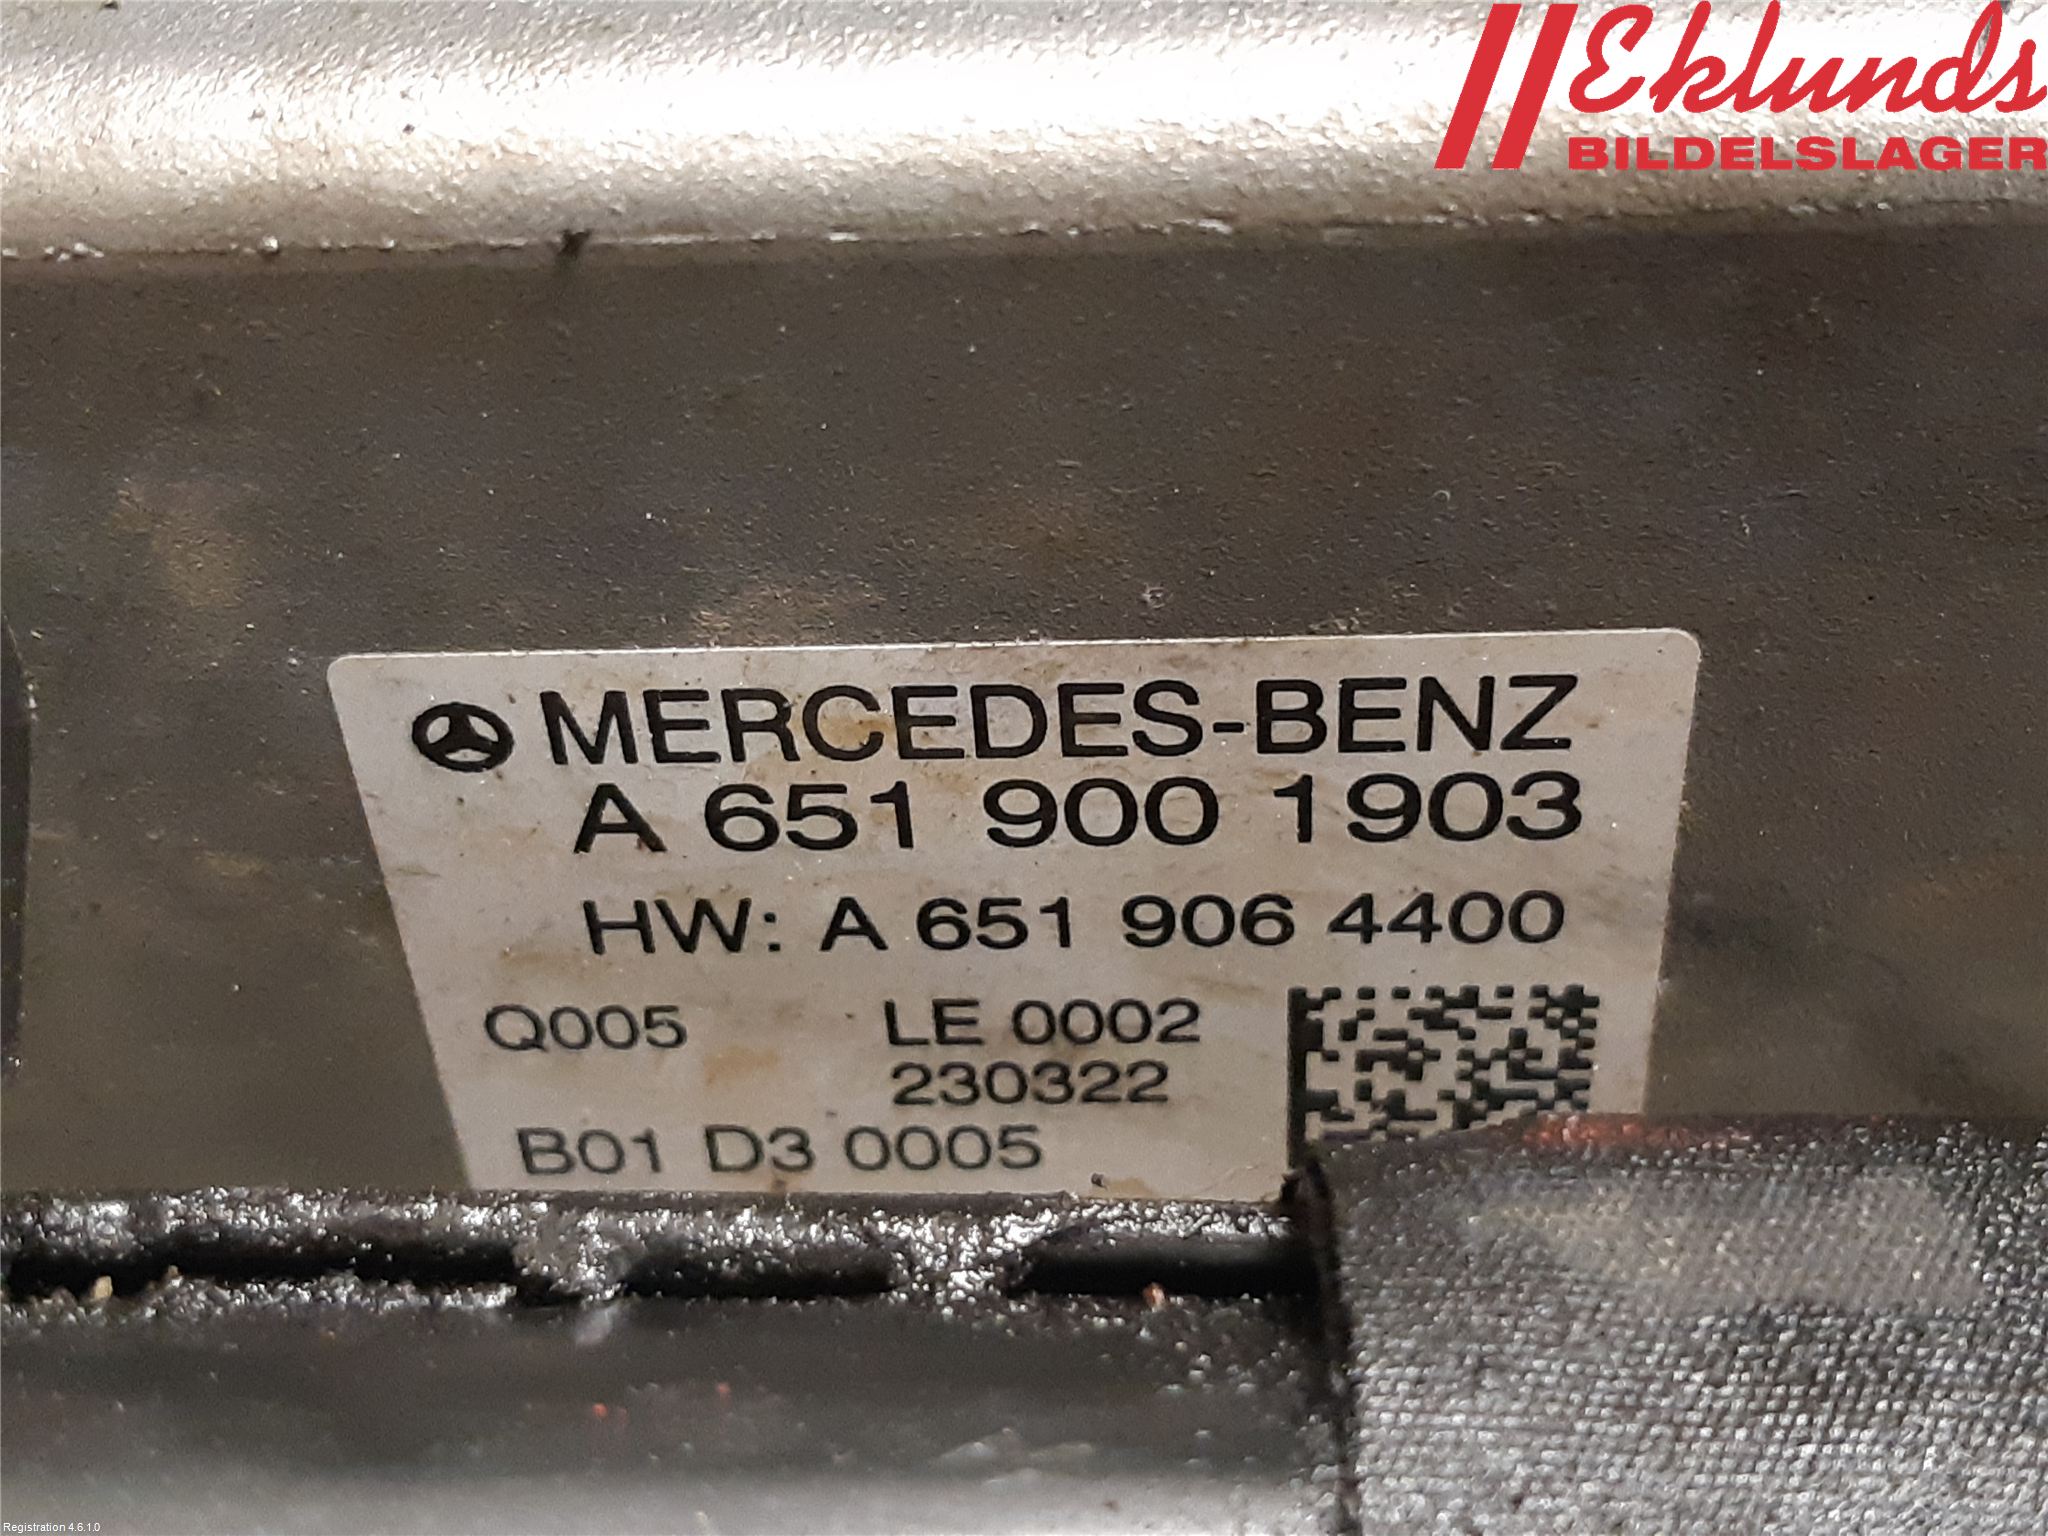 Eklunds
BILDELSLAGER
MERCEDES-BENZ
A 651 900 1903
HW: A 651 906 4400
Q005 LE 0002
230322
B01 D3 0005
Registration 4.6.1.0